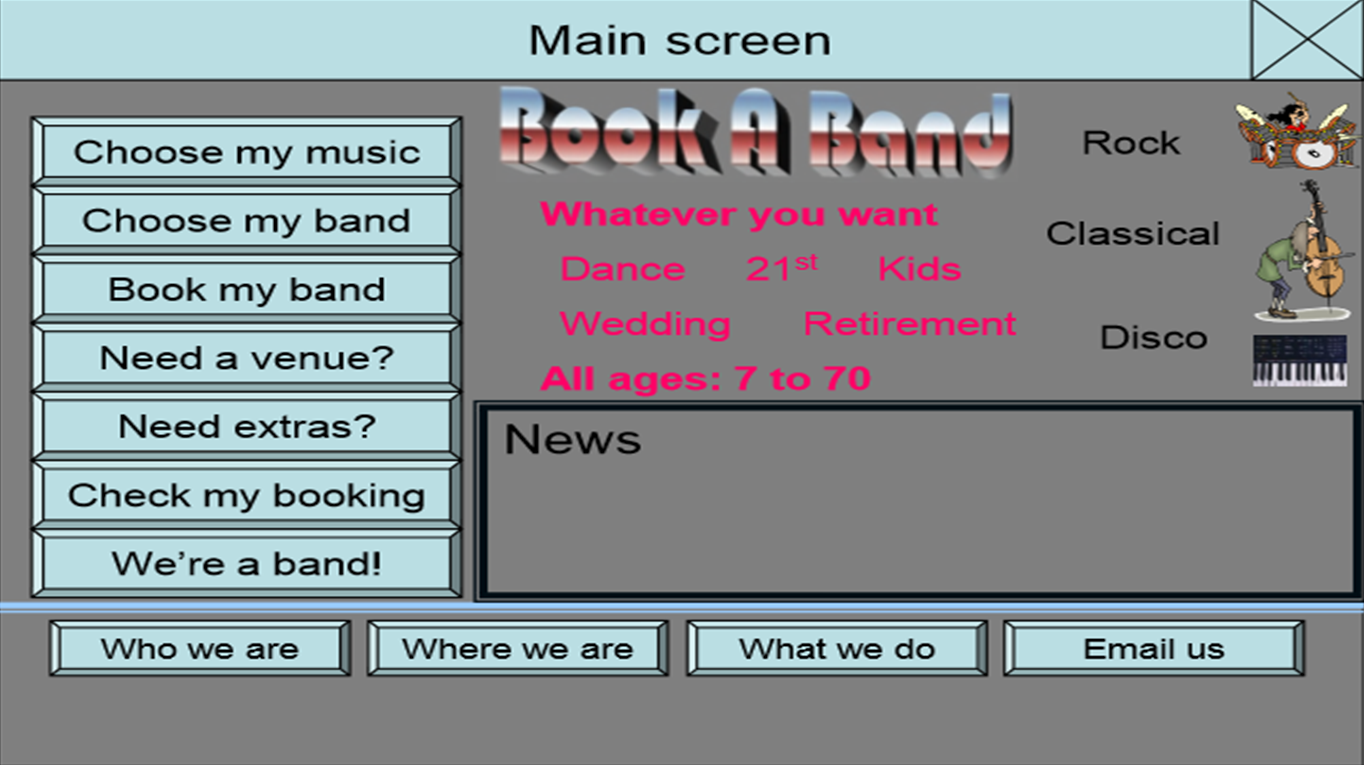 Main screen
Choose my music
Choose my band
Book my band
Need a venue?
Need extras?
Check my booking
We’re a band!
Book A Band
Whatever you want
Dance 21st Kids
Wedding Retirement
All ages: 7 to 70
Rock
Classical
Disco
News
Who we are
Where we are
What we do
Email us